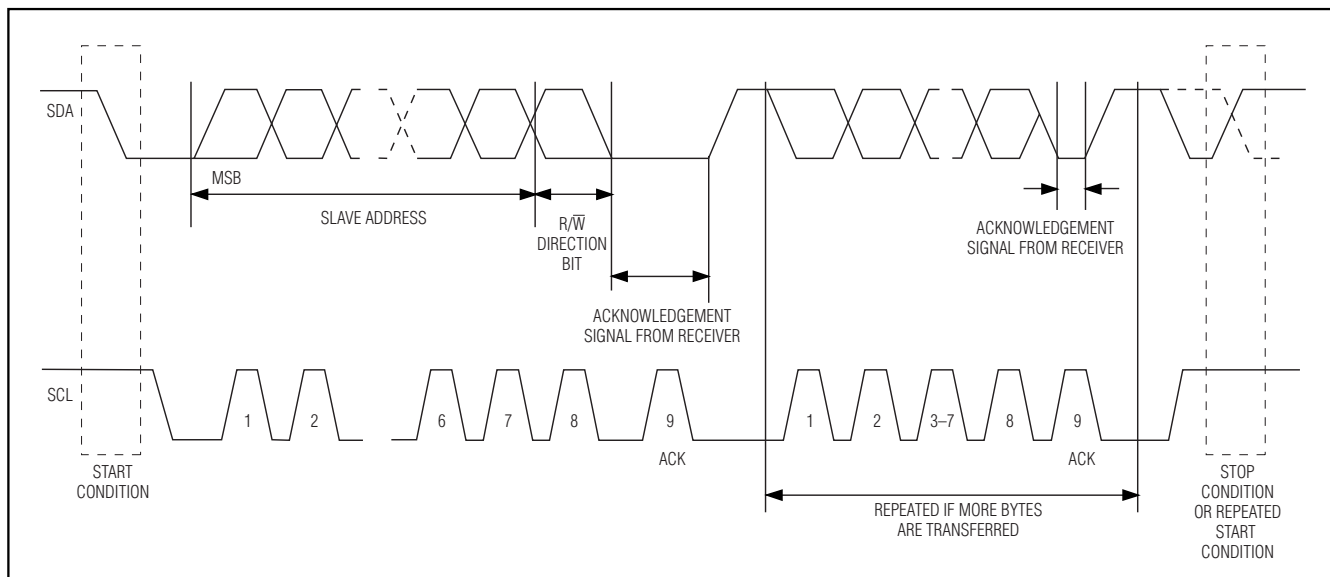 SDA
MSB
SLAVE ADDRESS
R/W̅
DIRECTION
BIT
ACKNOWLEDGEMENT
SIGNAL FROM RECEIVER
ACKNOWLEDGEMENT
SIGNAL FROM RECEIVER
SCL
1 2 6 7 8 9 1 2 3–7 8 9
ACK ACK
START
CONDITION
REPEATED IF MORE BYTES
ARE TRANSFERRED
STOP
CONDITION
OR REPEATED
START
CONDITION